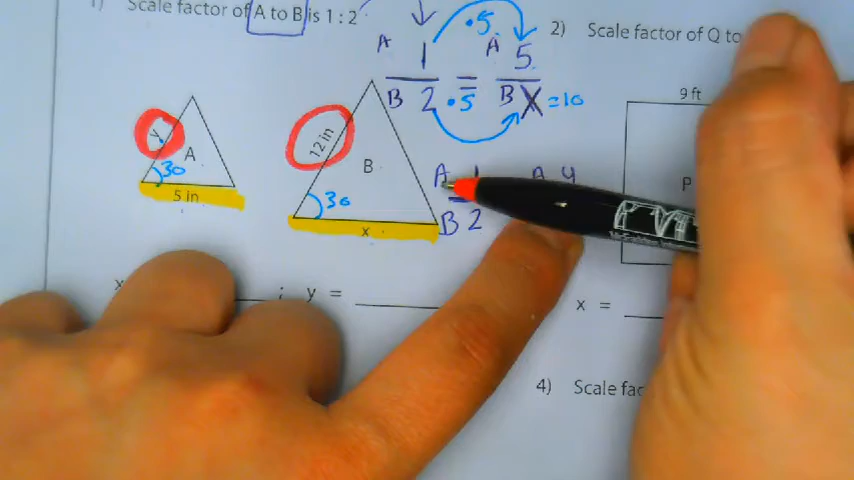 1) Scale factor of A to B is 1 : 2
2) Scale factor of Q to
A 1 A 5
B 2 B X = 10
· 5
· 5
y A 30 5 in
12 in B 30 x
A 1 A y
B 2
9 ft
P
x
; y =
x =
4) Scale fac